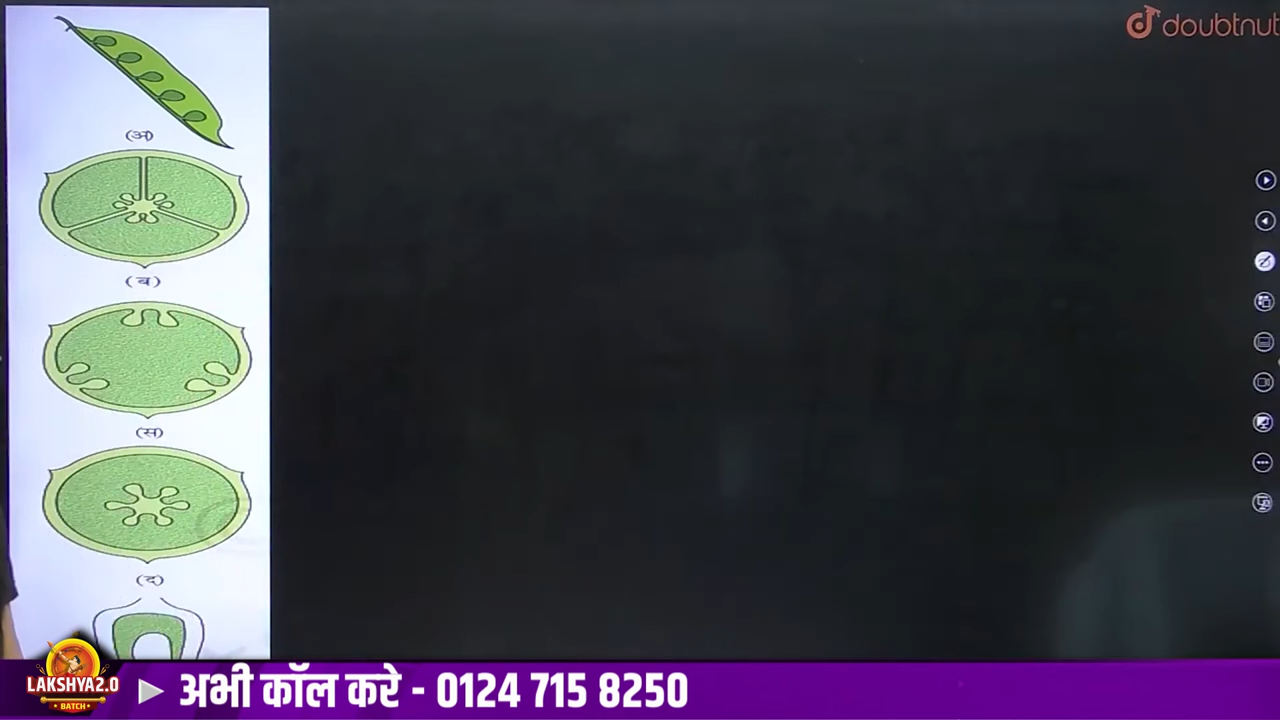 doubtnut
(अ)
(ब)
(स)
(द)
LAKSHYA2.0
BATCH
अभी कॉल करे - 0124 715 8250